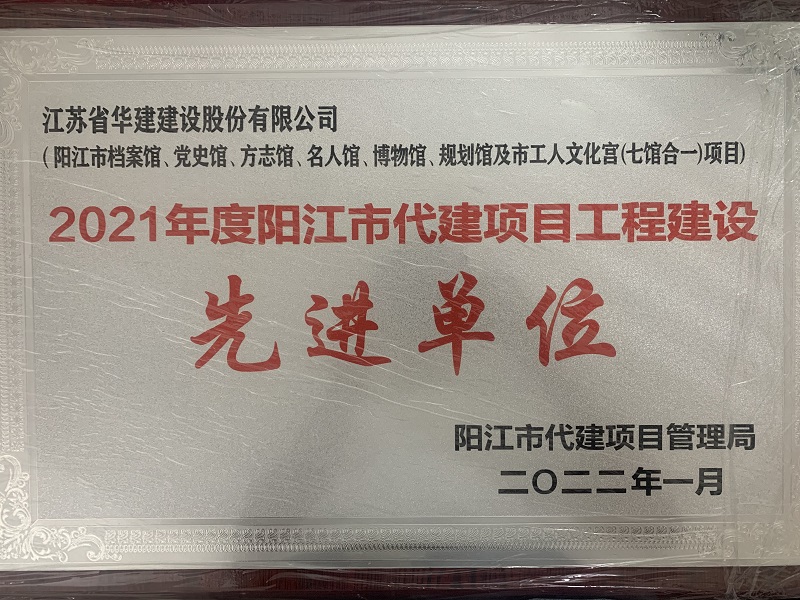 江苏省华建建设股份有限公司
(阳江市档案馆、党史馆、方志馆、名人馆、博物馆、规划馆及市工人文化宫(七馆合一)项目)
2021年度阳江市代建项目工程建设
先进单位
阳江市代建项目管理局
二〇二二年一月